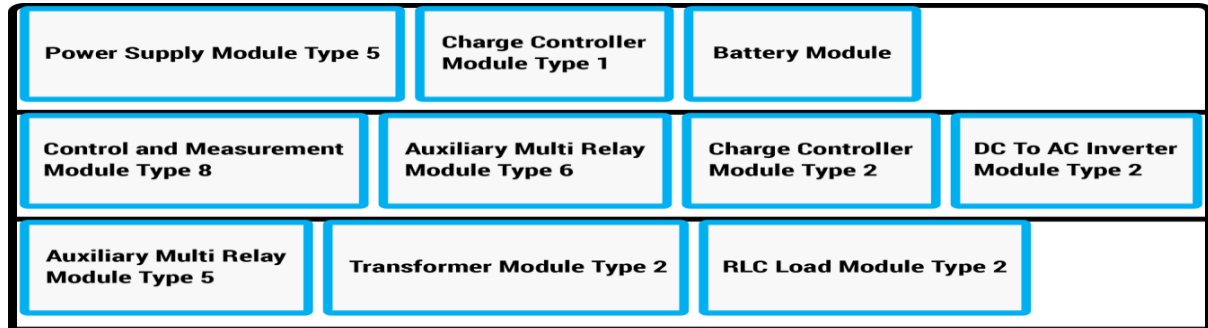 Power Supply Module Type 5
Charge Controller
Module Type 1
Battery Module
Control and Measurement
Module Type 8
Auxiliary Multi Relay
Module Type 6
Charge Controller
Module Type 2
DC To AC Inverter
Module Type 2
Auxiliary Multi Relay
Module Type 5
Transformer Module Type 2
RLC Load Module Type 2